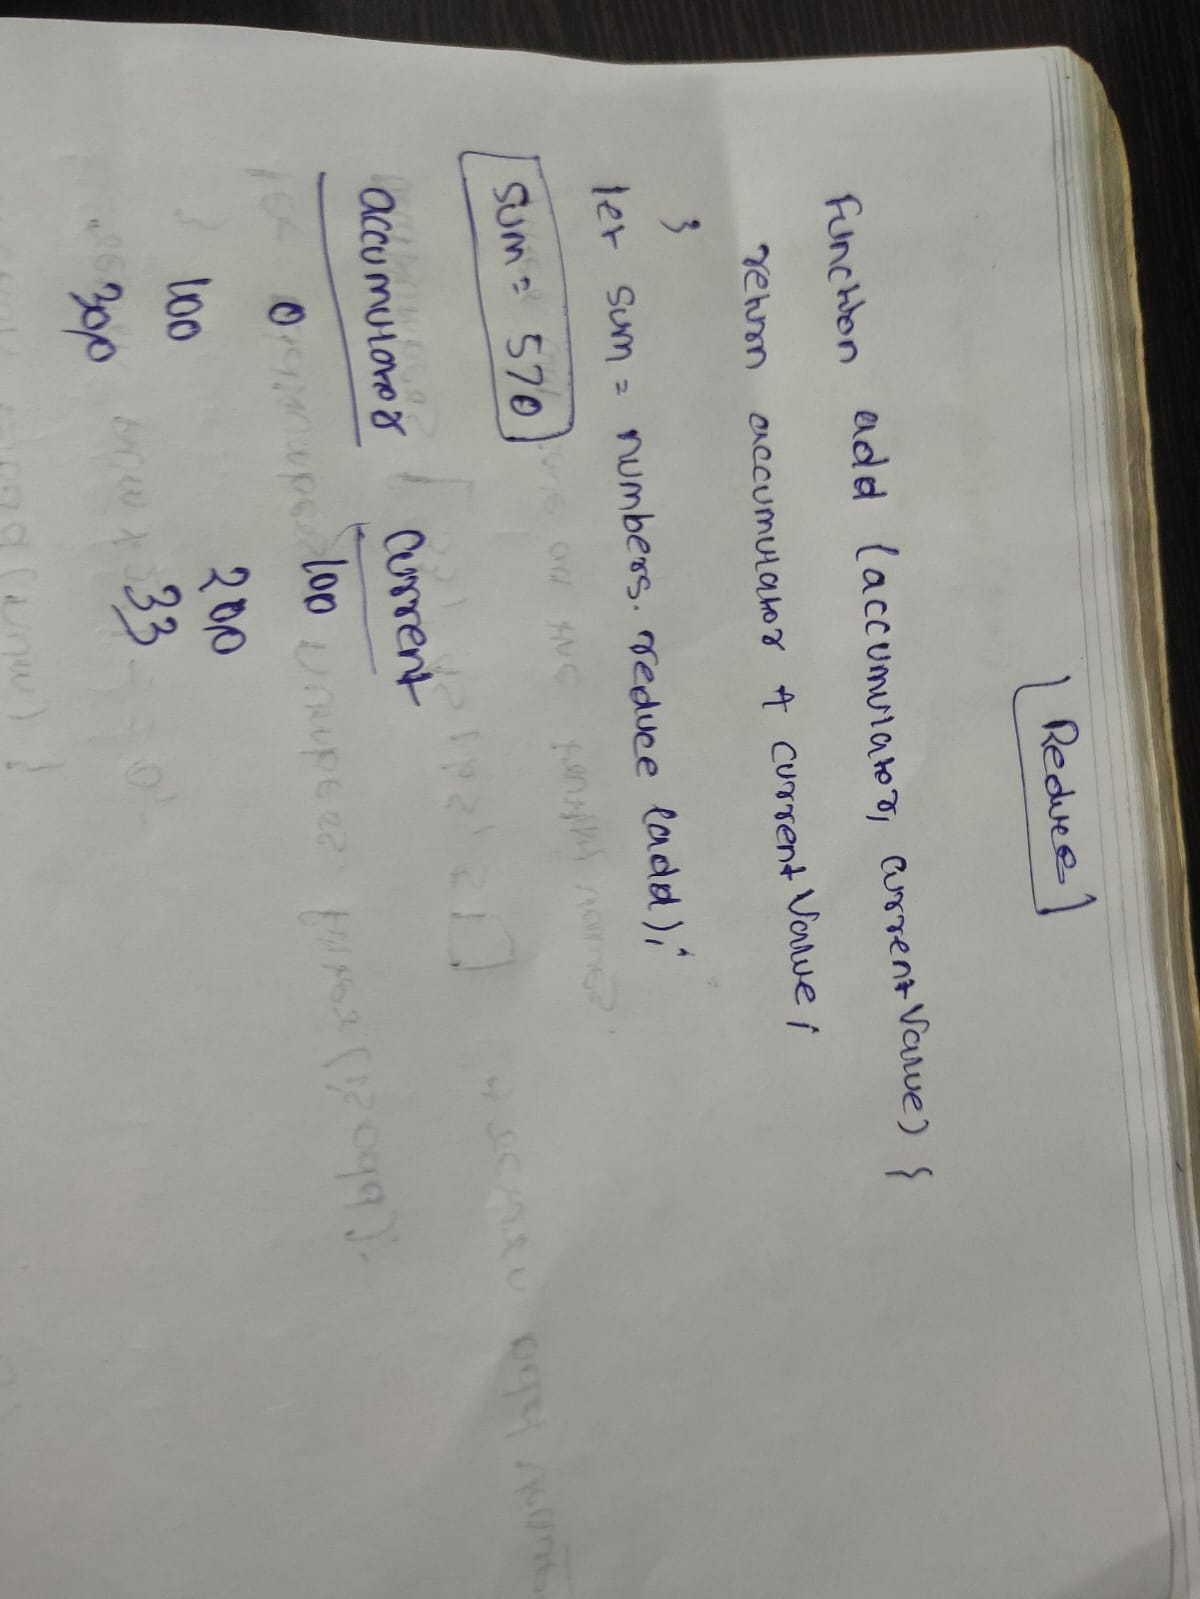 Reduce
Function add (accumulator, currentValue) {
return accumulator + currentValue;
}
let sum = numbers. reduce (add);
sum = 570
accumulator current
0 100
100 200
300 33